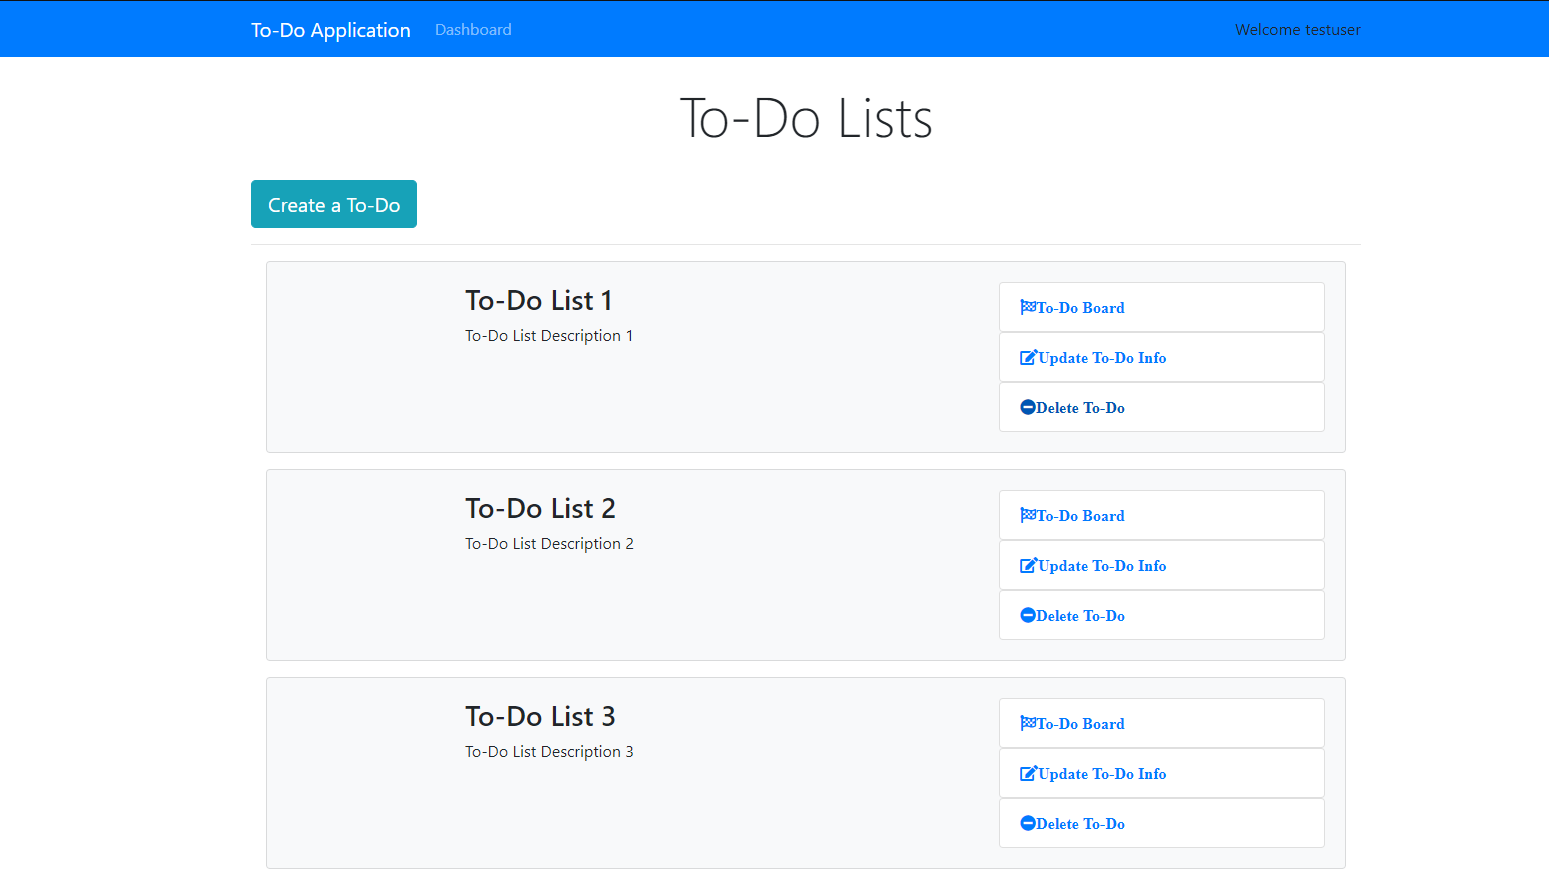 To-Do Application Dashboard Welcome testuser
To-Do Lists
Create a To-Do
To-Do List 1
To-Do List Description 1
To-Do Board
Update To-Do Info
Delete To-Do
To-Do List 2
To-Do List Description 2
To-Do Board
Update To-Do Info
Delete To-Do
To-Do List 3
To-Do List Description 3
To-Do Board
Update To-Do Info
Delete To-Do